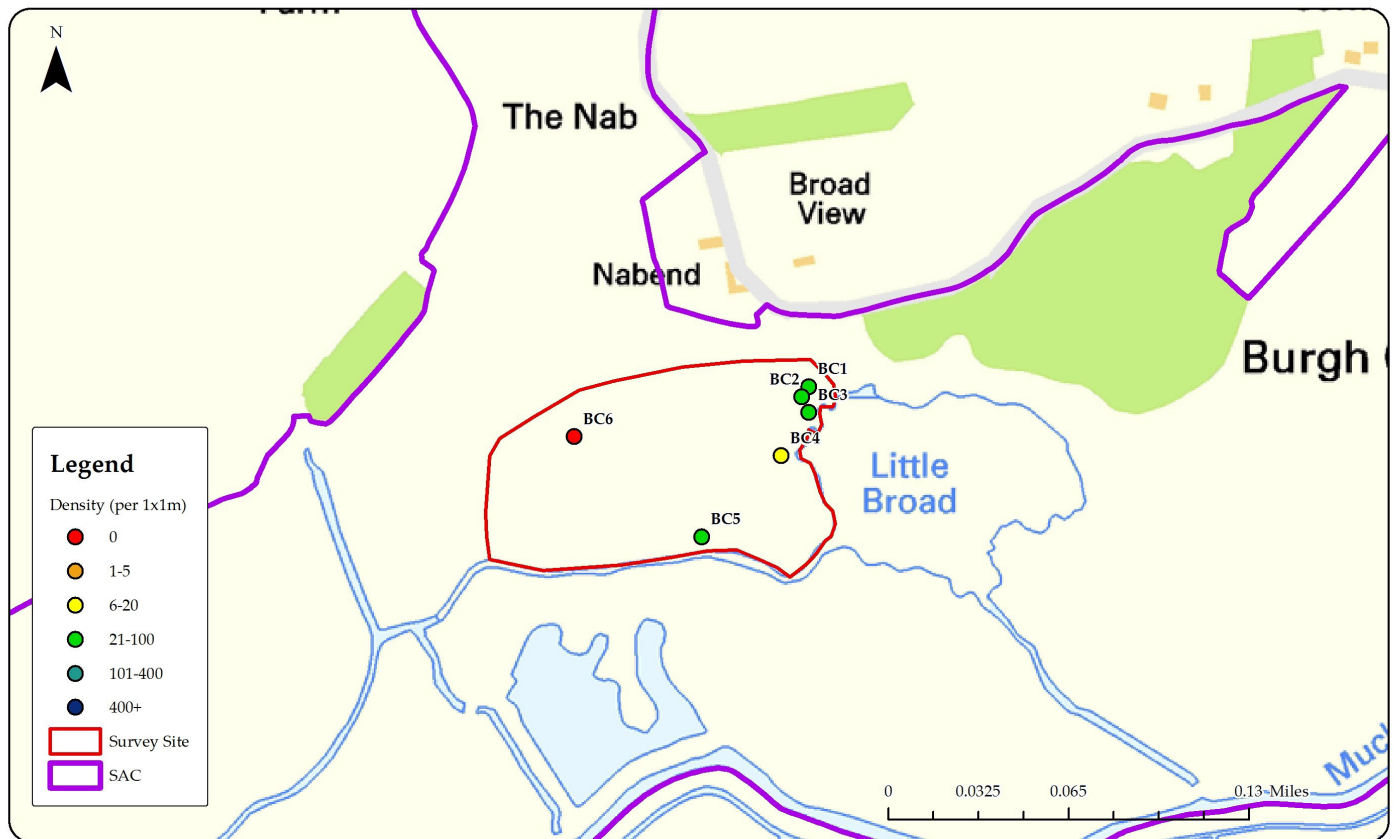 N
The Nab
Broad
View
Nabend
Burgh
BC1
BC2
BC3
BC6
BC4
Little
Broad
BC5
Legend
Density (per 1x1m)
0
1-5
6-20
21-100
101-400
400+
Survey Site
SAC
0 0.0325 0.065 0.13 Miles